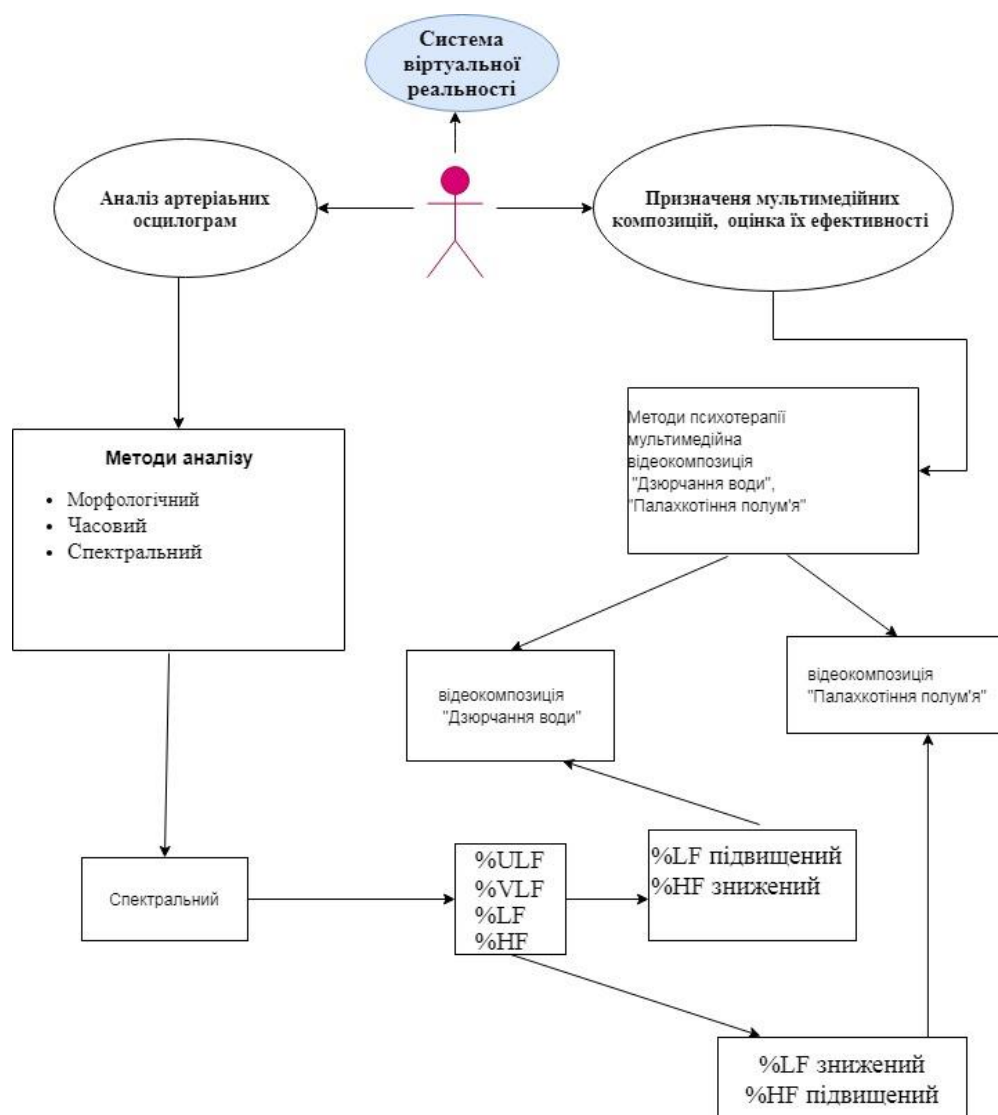 Система
віртуальної
реальності
Аналіз артеріаьних
осцилограм
Призначеня мультимедійних
композицій, оцінка їх ефективності
Методи аналізу
• Морфологічний
• Часовий
• Спектральний
Методи психотерапії
мультимедійна
відеокомпозиція
"Дзюрчання води",
"Палахкотіння полум'я"
відеокомпозиція
"Дзюрчання води"
відеокомпозиція
"Палахкотіння полум'я"
Спектральний
%ULF
%VLF
%LF
%HF
%LF підвищений
%HF знижений
%LF знижений
%HF підвищений